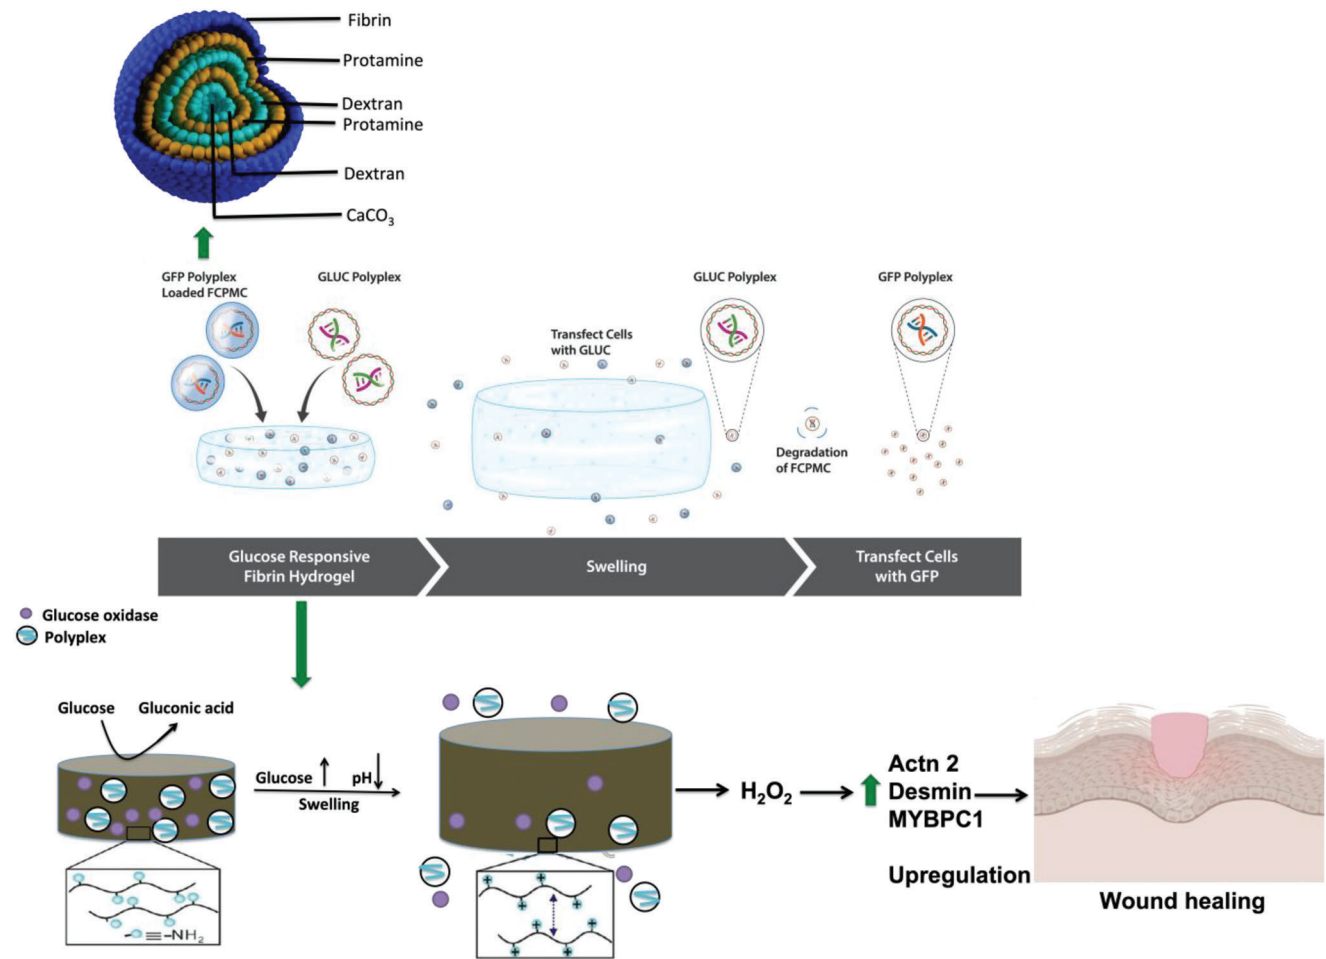 Fibrin
Protamine
Dextran
Protamine
Dextran
CaCO3
GFP Polyplex
Loaded FCPMC
GLUC Polyplex
Transfect Cells
with GLUC
GLUC Polyplex
GFP Polyplex
Degradation
of FCPMC
Glucose Responsive
Fibrin Hydrogel
Swelling
Transfect Cells
with GFP
Glucose oxidase
Polyplex
Glucose
Gluconic acid
Glucose
pH
Swelling
H2O2
Actn 2
Desmin
MYBPC1
Upregulation
Wound healing
-NH2
+ +
+ +
+ +
+ +